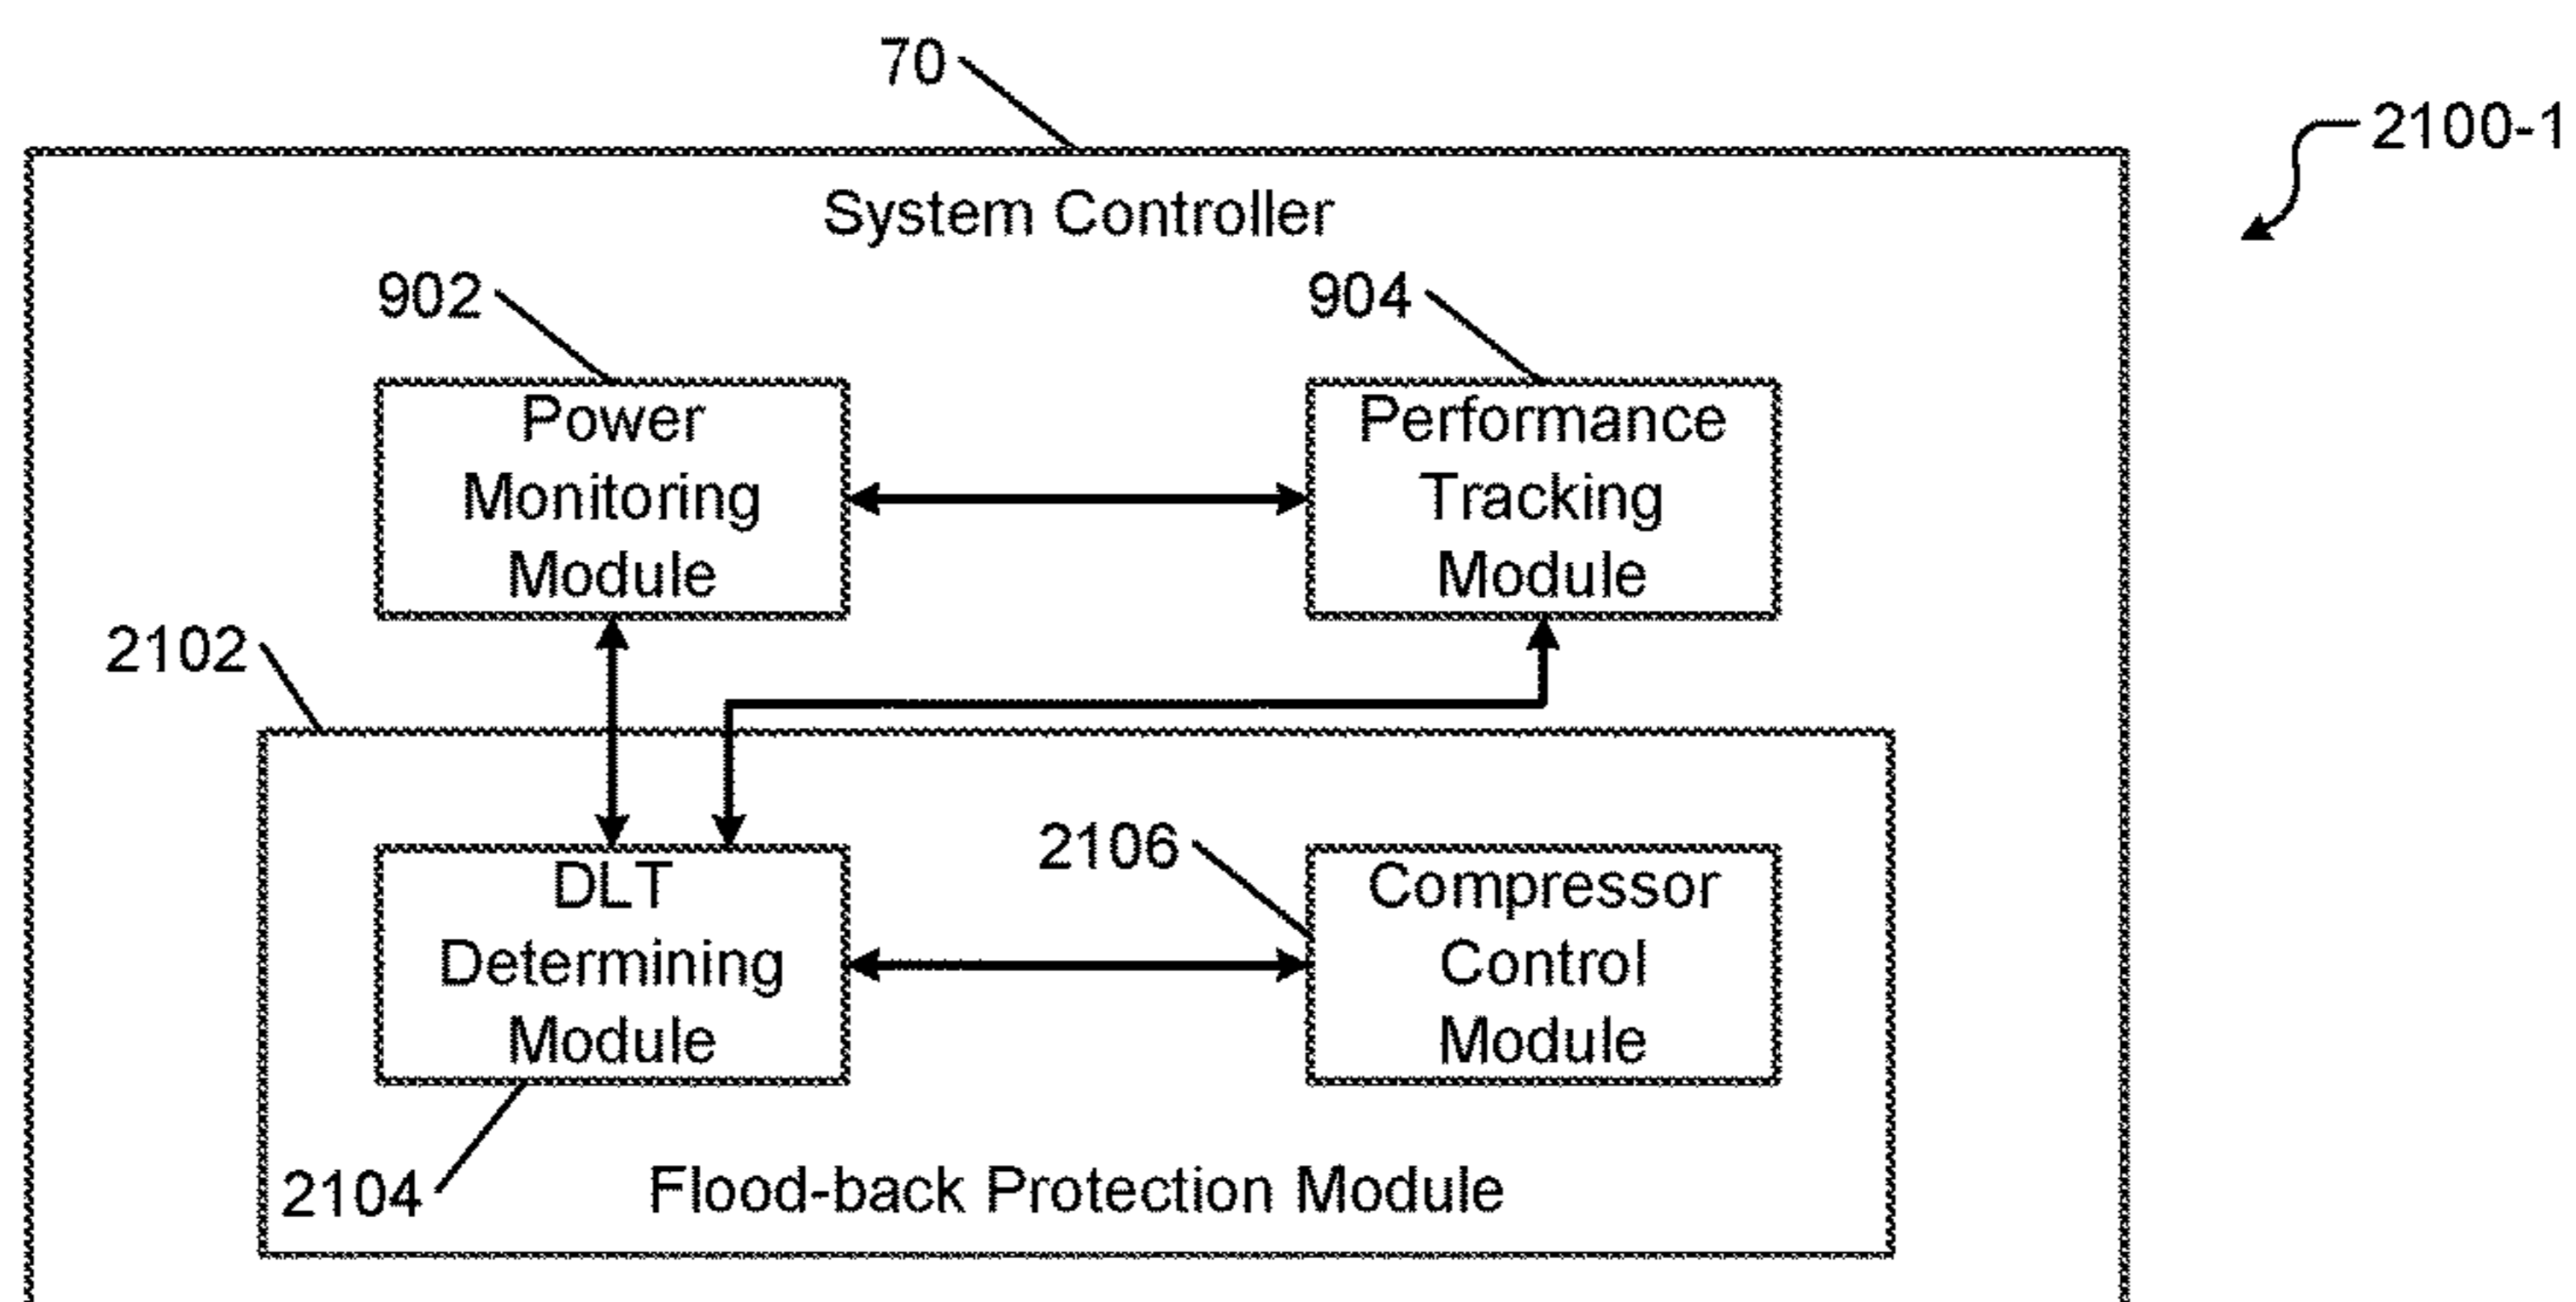 70
2100-1
System Controller
902
904
Power
Monitoring
Module
Performance
Tracking
Module
2102
DLT
Determining
Module
2106
Compressor
Control
Module
2104
Flood-back Protection Module